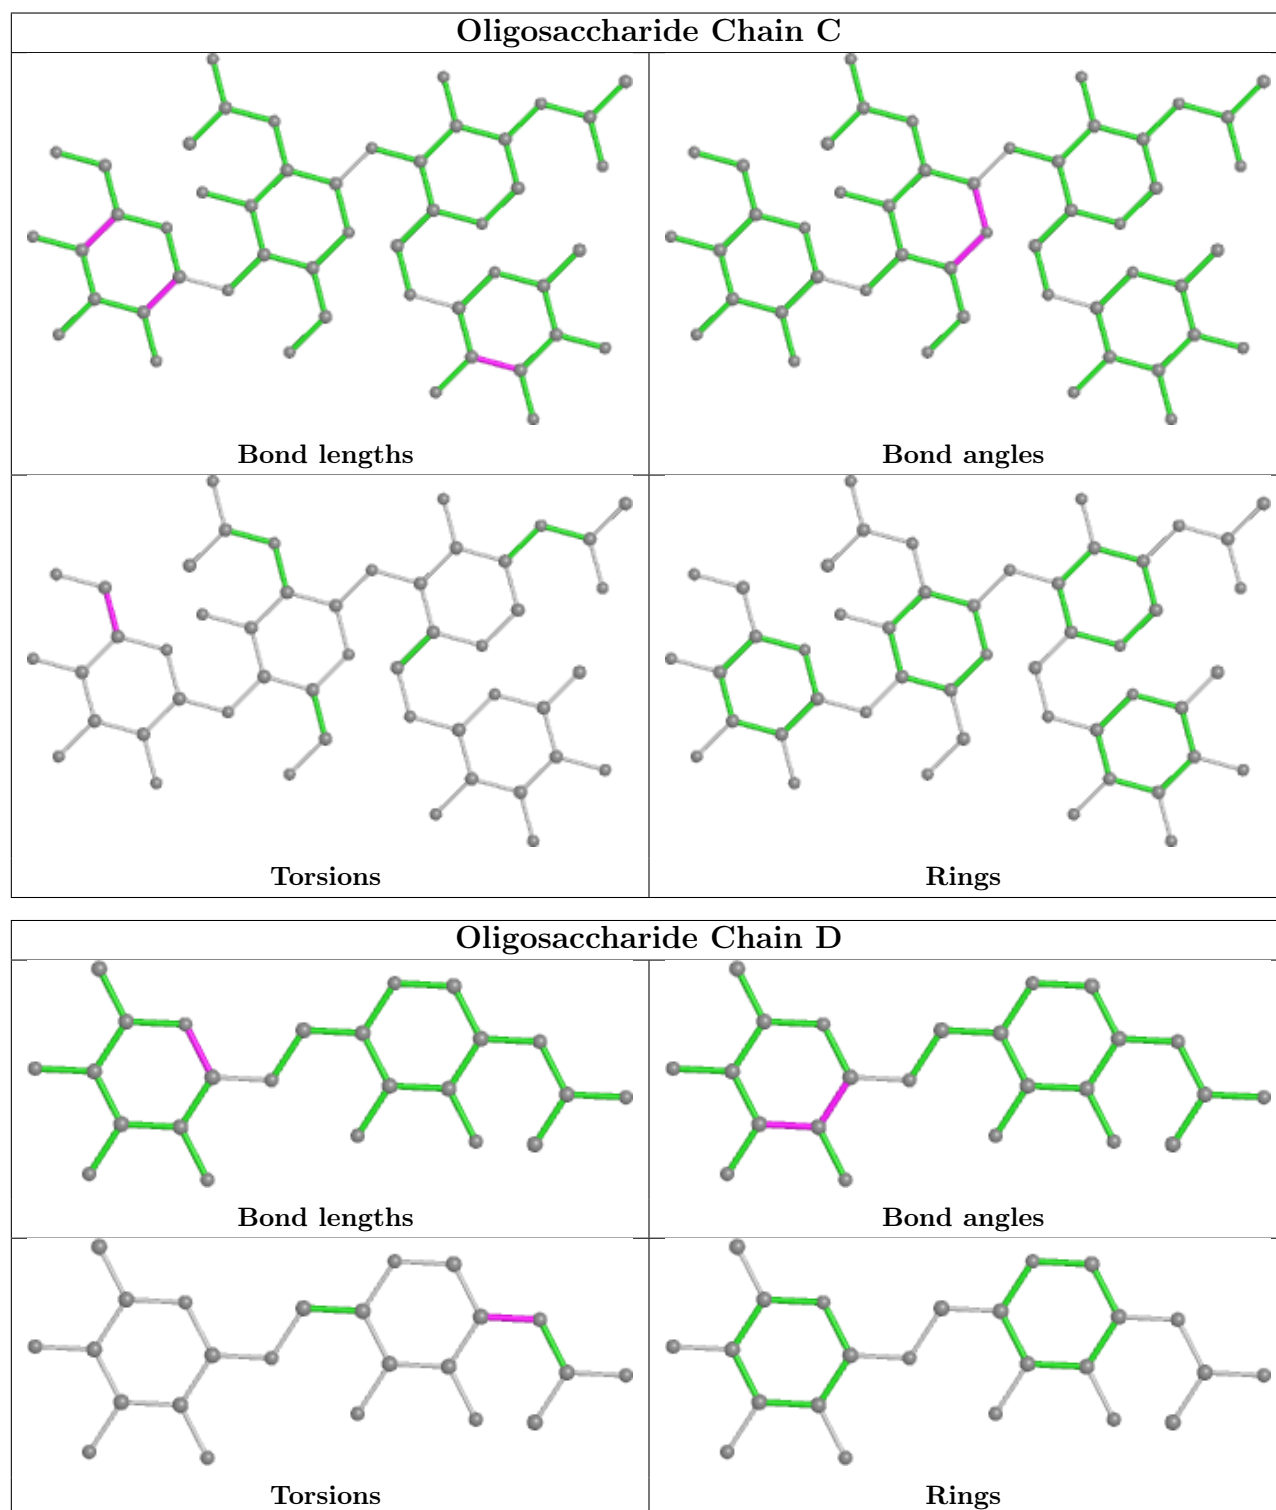 Oligosaccharide Chain C
Bond lengths
Bond angles
Torsions
Rings
Oligosaccharide Chain D
Bond lengths
Bond angles
Torsions
Rings